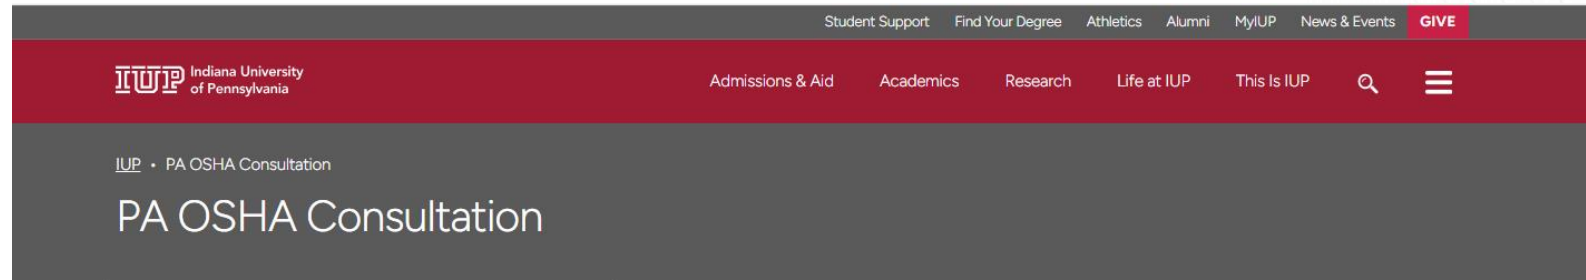 Student Support Find Your Degree Athletics Alumni MyIUP News & Events GIVE
IUP Indiana University
of Pennsylvania
Admissions & Aid Academics Research Life at IUP This Is IUP
IUP • PA OSHA Consultation
PA OSHA Consultation